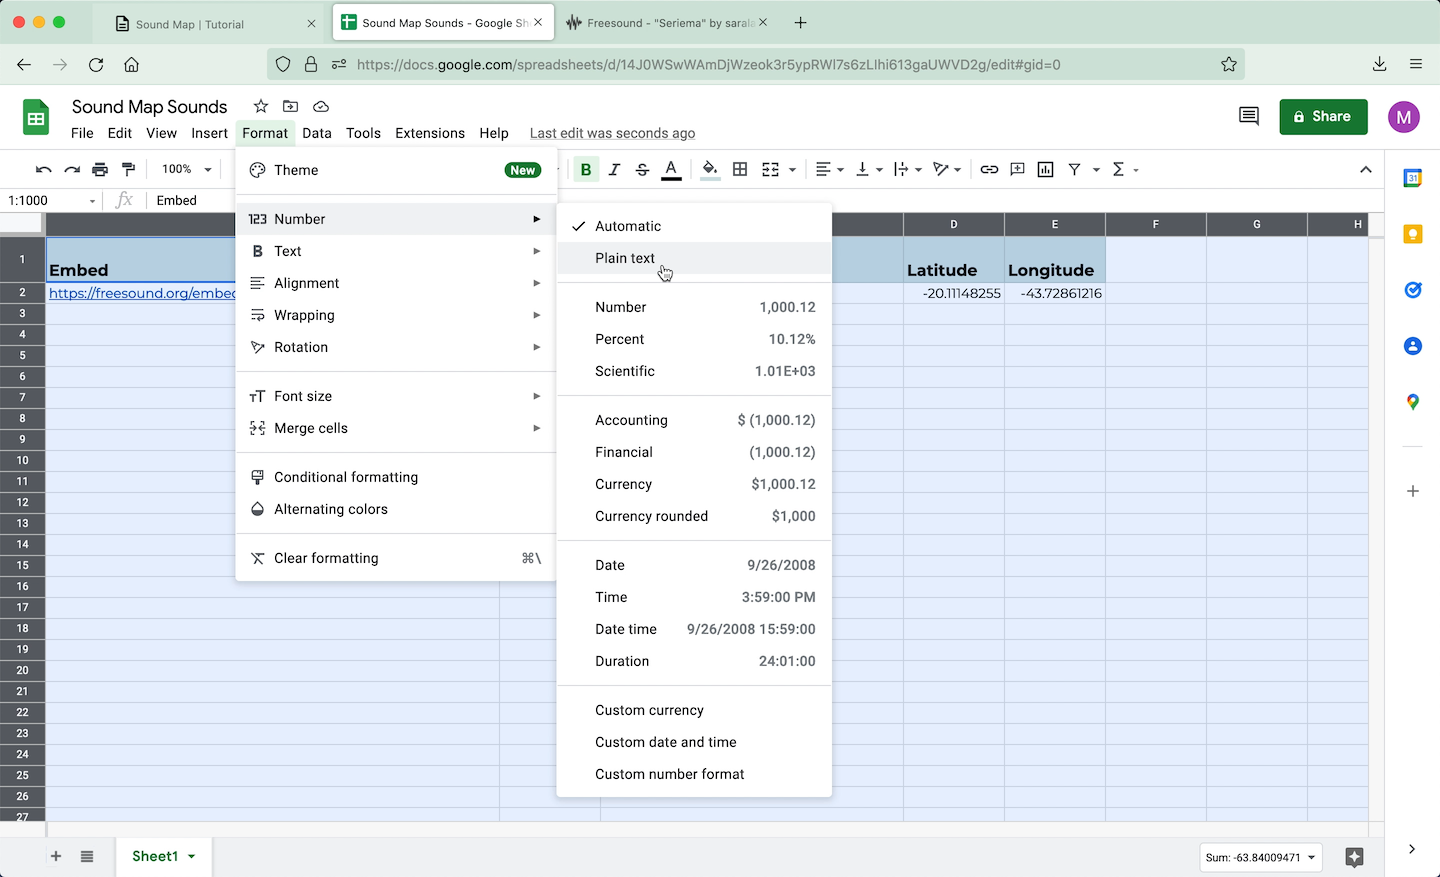 Sound Map | Tutorial
Sound Map Sounds - Google Sh
Freesound - "Seriema" by sarala
https://docs.google.com/spreadsheets/d/14J0WSwWAmDjWzeok3r5ypRWl7s6zLlhi613gaUWVD2g/edit#gid=0
Sound Map Sounds
File Edit View Insert Format Data Tools Extensions Help Last edit was seconds ago
Share
M
100%
B I S A
1:1000
fx
Embed
31
Theme New
123 Number
B Text
Alignment
Wrapping
Rotation
Font size
Merge cells
Conditional formatting
Alternating colors
Clear formatting ⌘\
Automatic
Plain text
Number 1,000.12
Percent 10.12%
Scientific 1.01E+03
Accounting $ (1,000.12)
Financial (1,000.12)
Currency $1,000.12
Currency rounded $1,000
Date 9/26/2008
Time 3:59:00 PM
Date time 9/26/2008 15:59:00
Duration 24:01:00
Custom currency
Custom date and time
Custom number format
D E F G H
1 Embed Latitude Longitude
2 https://freesound.org/embed -20.11148255 -43.72861216
3
4
5
6
7
8
9
10
11
12
13
14
15
16
17
18
19
20
21
22
23
24
25
26
27
Sheet1
Sum: -63.84009471